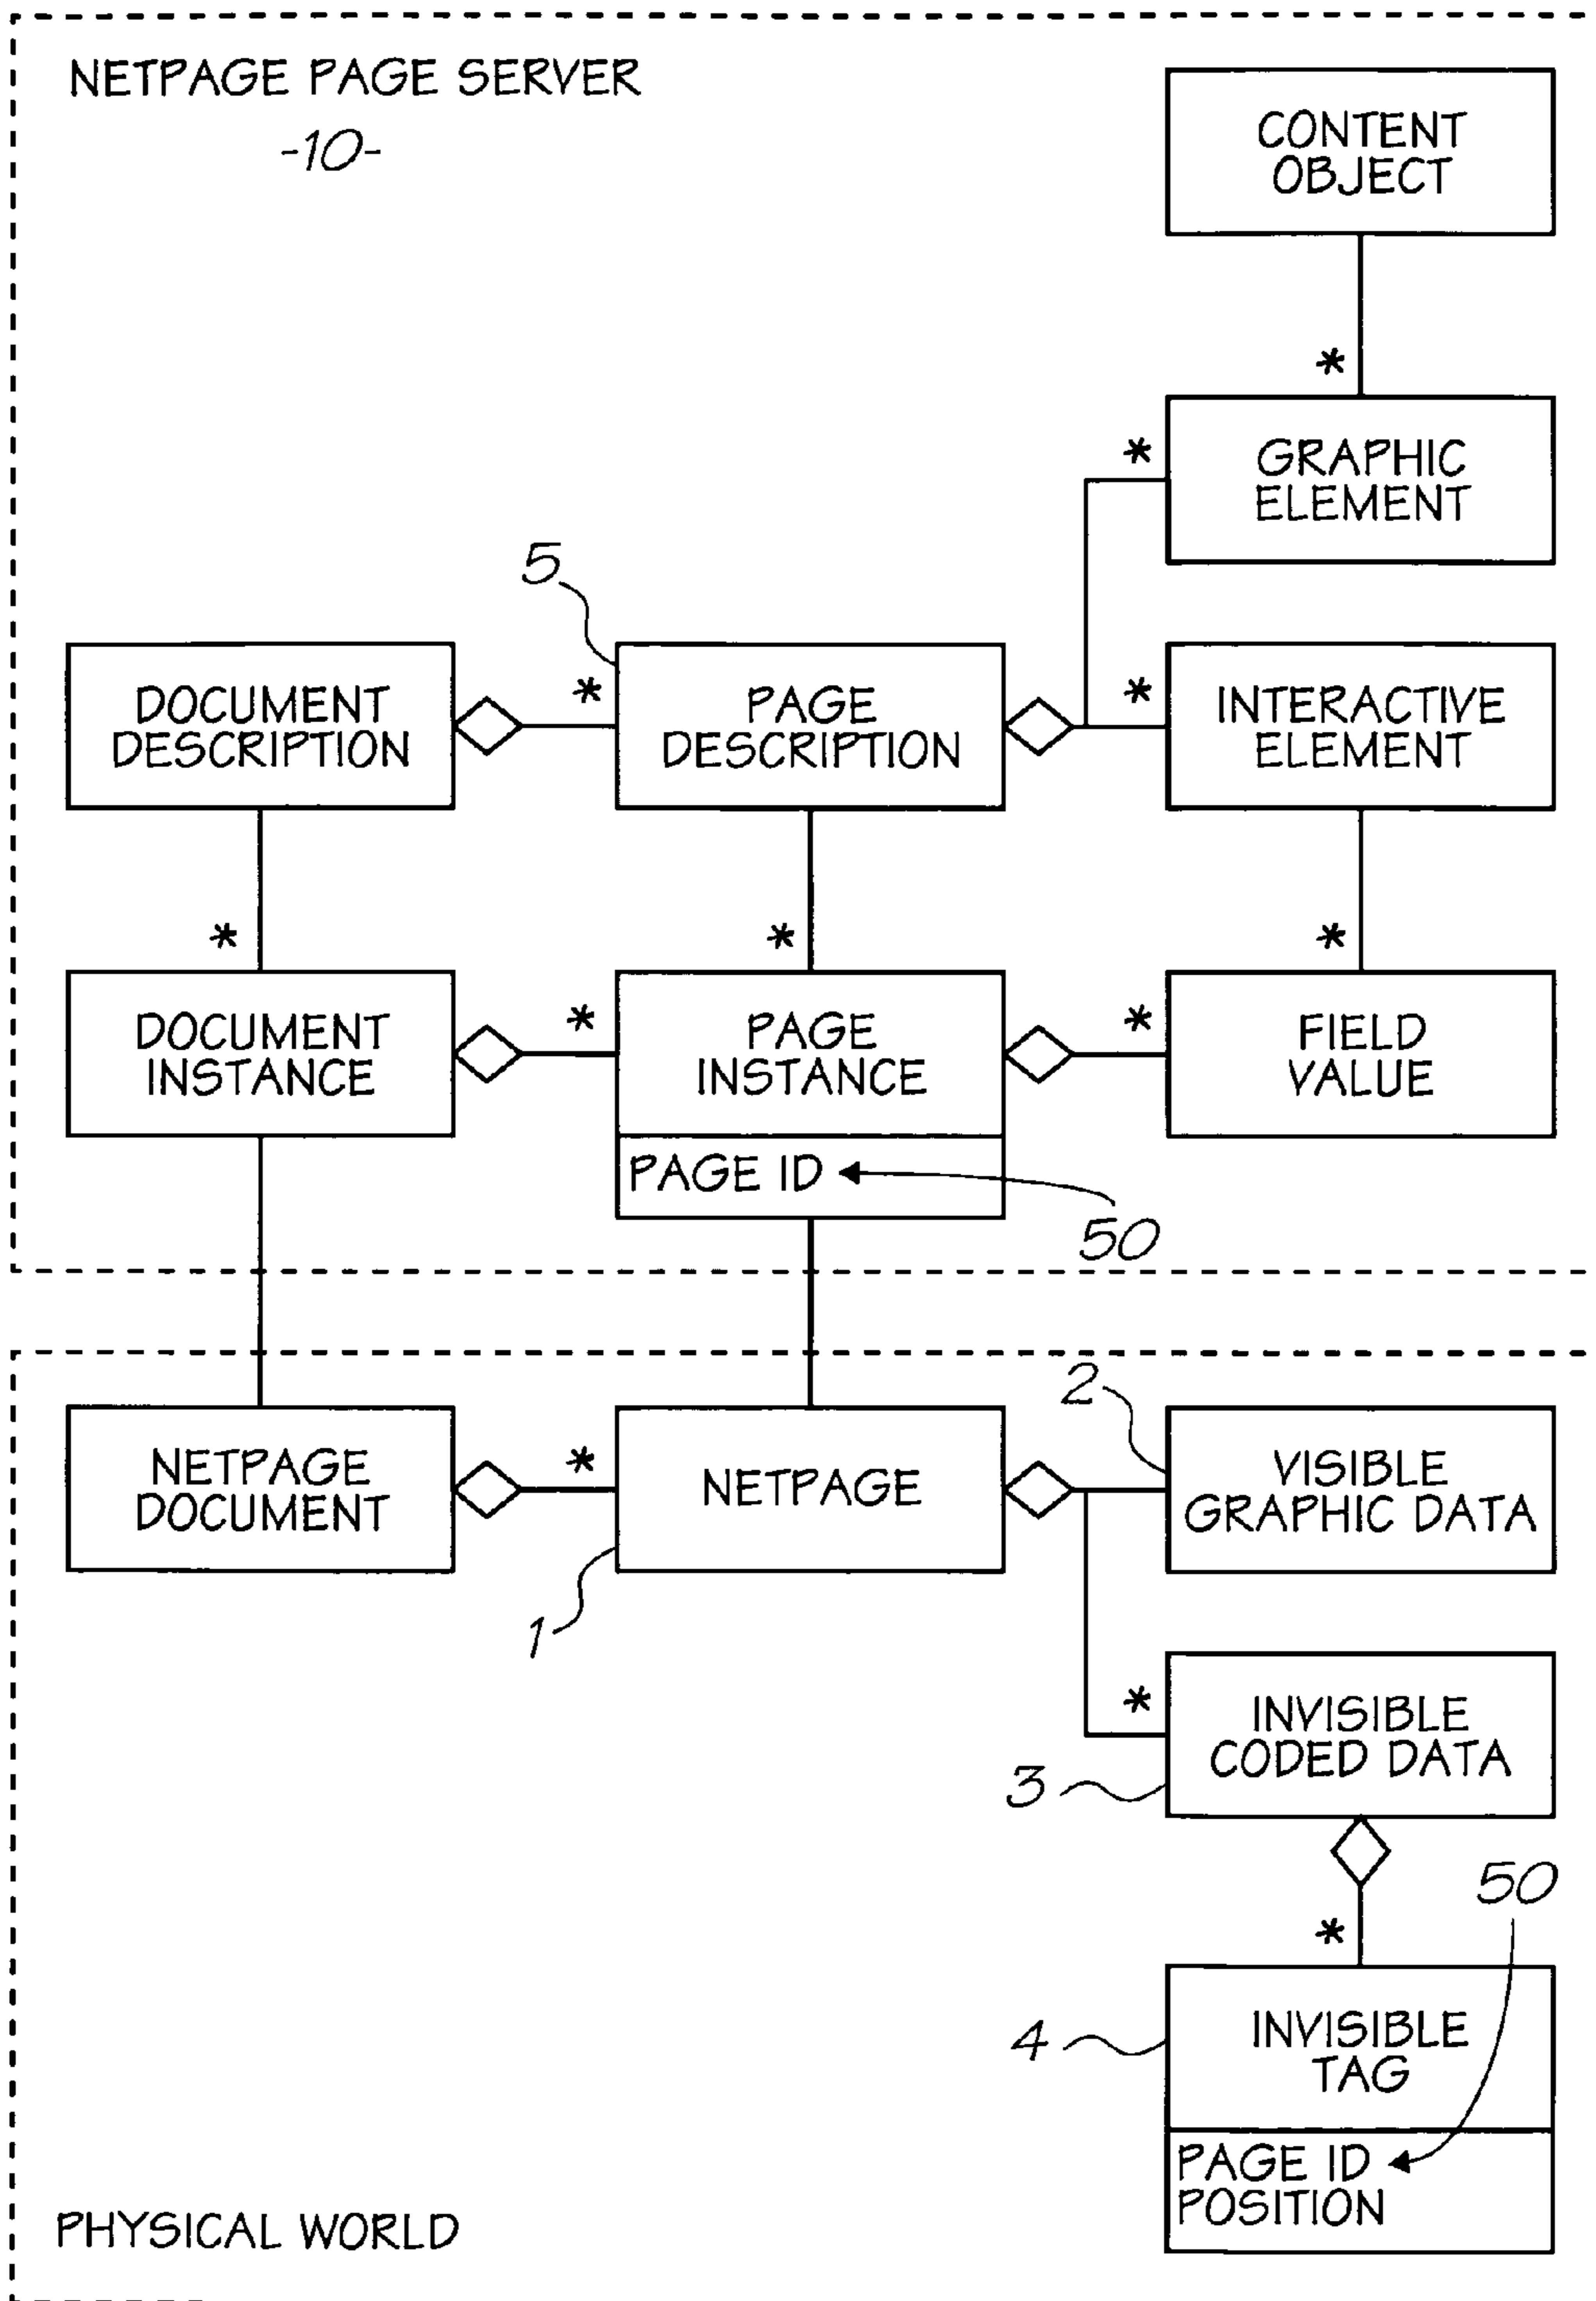 NETPAGE PAGE SERVER
-10-
CONTENT
OBJECT
*
*
GRAPHIC
ELEMENT
5
DOCUMENT
DESCRIPTION
*
PAGE
DESCRIPTION
*
INTERACTIVE
ELEMENT
*
*
*
DOCUMENT
INSTANCE
*
PAGE
INSTANCE
*
FIELD
VALUE
PAGE ID
50
NETPAGE
DOCUMENT
*
NETPAGE
1
2
VISIBLE
GRAPHIC DATA
*
INVISIBLE
CODED DATA
3
*
50
4
INVISIBLE
TAG
PAGE ID
POSITION
PHYSICAL WORLD